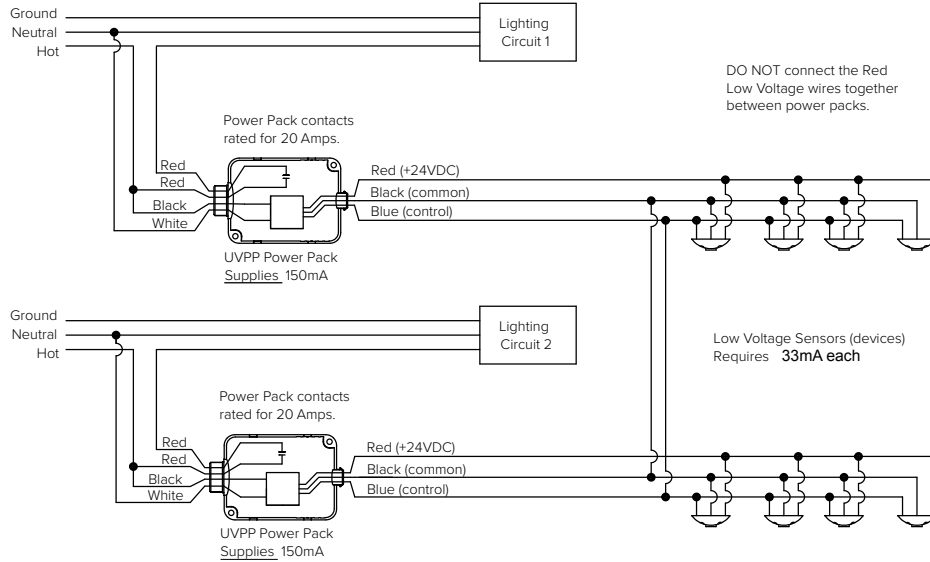 Ground
Neutral
Hot
Lighting
Circuit 1
DO NOT connect the Red
Low Voltage wires together
between power packs.
Power Pack contacts
rated for 20 Amps.
Red
Red
Black
White
Red (+24VDC)
Black (common)
Blue (control)
UVPP Power Pack
Supplies 150mA
Ground
Neutral
Hot
Lighting
Circuit 2
Low Voltage Sensors (devices)
Requires 33mA each
Power Pack contacts
rated for 20 Amps.
Red
Red
Black
White
Red (+24VDC)
Black (common)
Blue (control)
UVPP Power Pack
Supplies 150mA